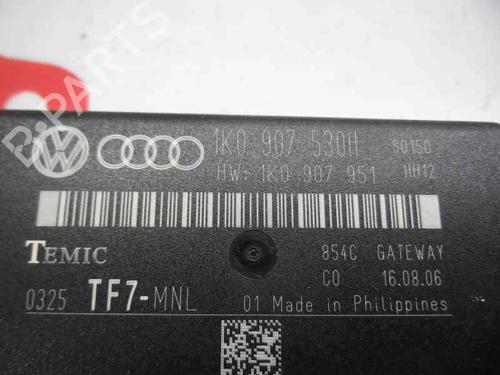 1K0 907 530H S0150
HW: 1K0 907 951 HH12
TEMIC 854C GATEWAY
C0 16.08.06
0325 TF7-MNL 01 Made in Philippines
B-PARTS